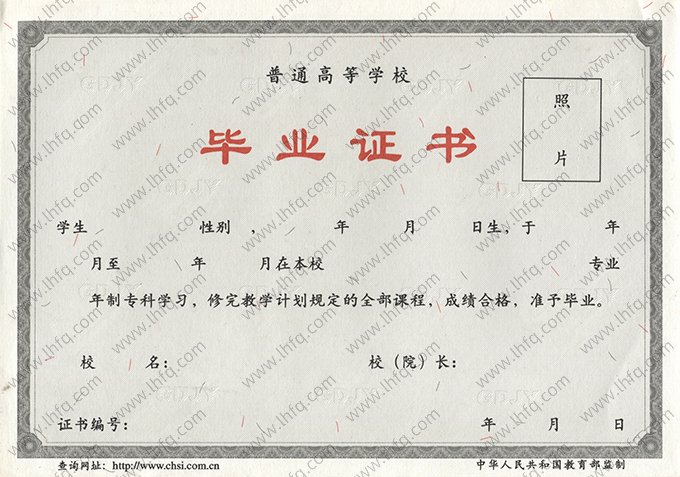 普通高等学校
毕业证书
照
片
学生 性别 , 年 月 日生，于 年
月至 年 月在本校 专业
年制专科学习，修完教学计划规定的全部课程，成绩合格，准予毕业。
校 名： 校（院）长：
证书编号： 年 月 日
查询网址：http://www.chsi.com.cn 中华人民共和国教育部监制
www.lhfq.com